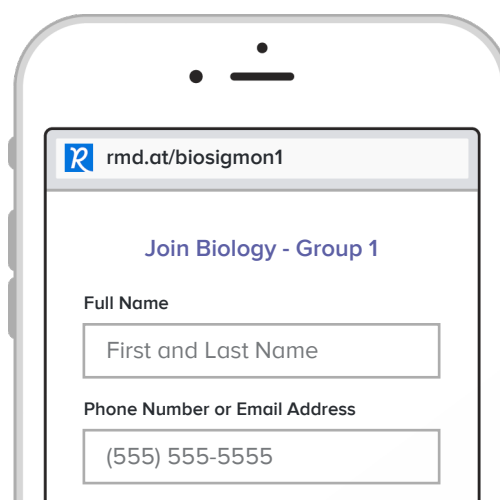 rmd.at/biosigmon1
Join Biology - Group 1
Full Name
First and Last Name
Phone Number or Email Address
(555) 555-5555